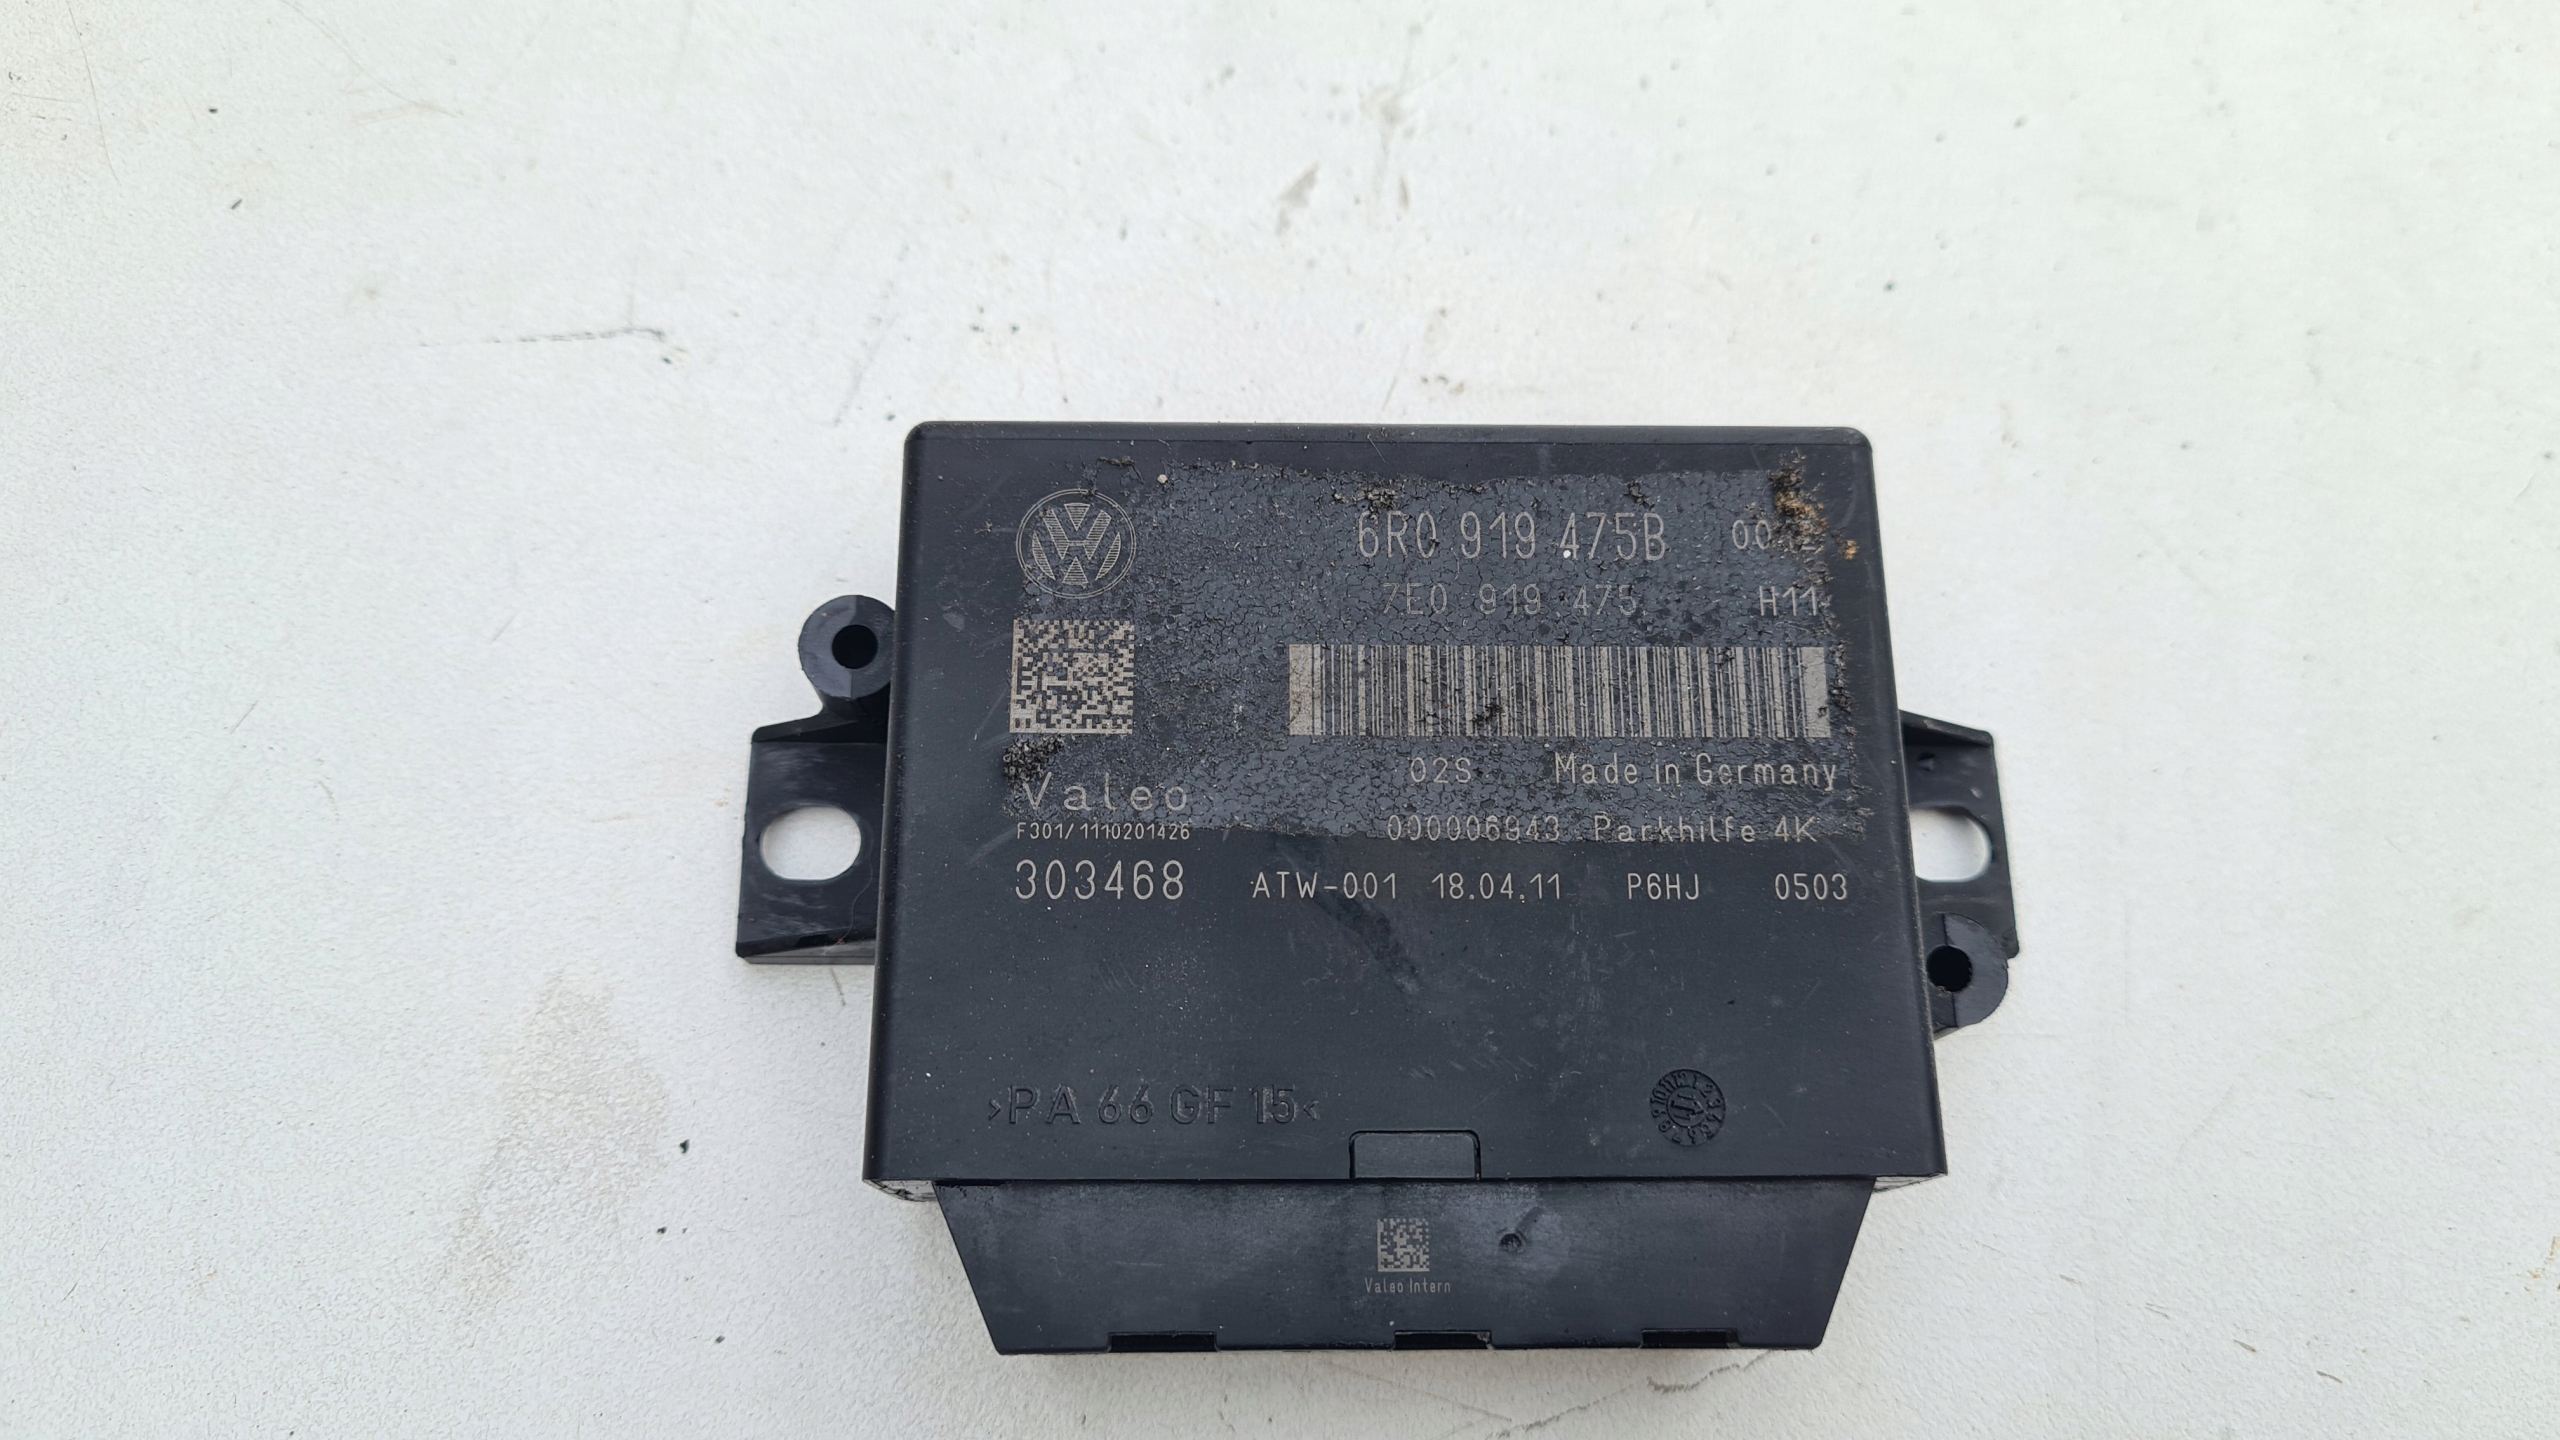 6R0 919 475B
7E0 919 475 H11
02S Made in Germany
Valeo
F301/1110201426 000006943 Parkhilfe 4K
303468 ATW-001 18.04.11 P6HJ 0503
>PA 66 GF 15<
Valeo Intern